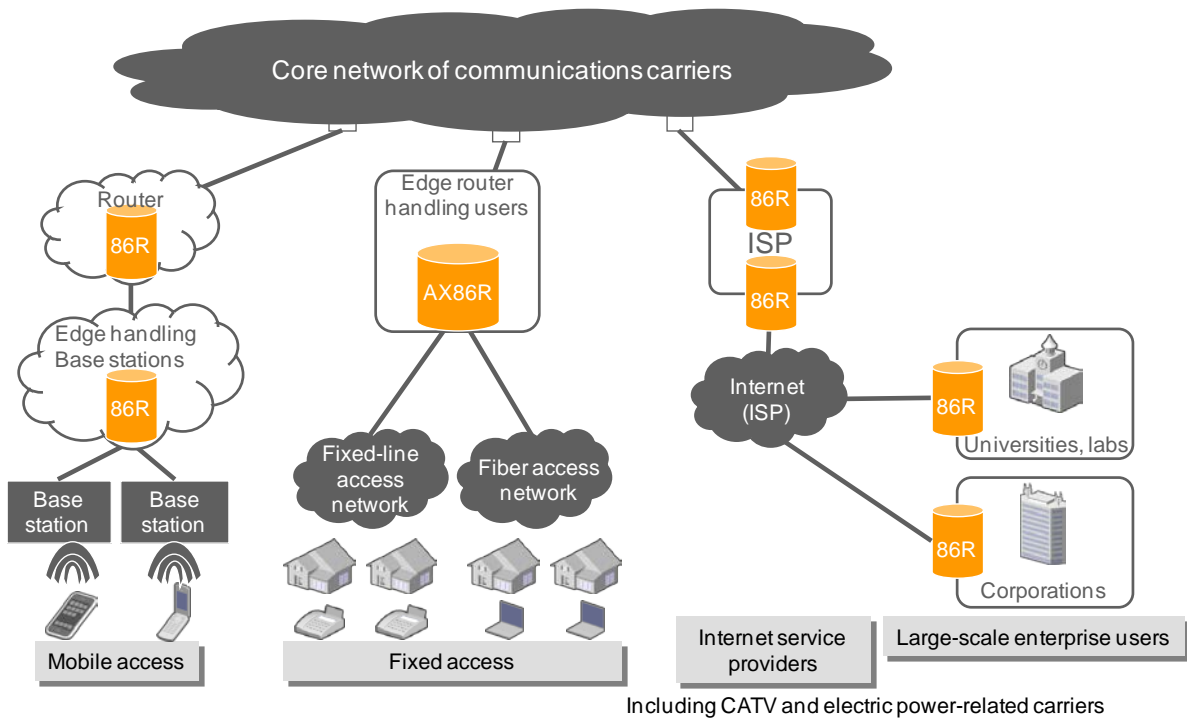 Core network of communications carriers
Router
86R
Edge handling
Base stations
86R
Base
station
Base
station
Mobile access
Edge router
handling users
AX86R
Fixed-line
access
network
Fiber access
network
Fixed access
86R
ISP
86R
Internet
(ISP)
86R
Universities, labs
86R
Corporations
Internet service
providers
Large-scale enterprise users
Including CATV and electric power-related carriers